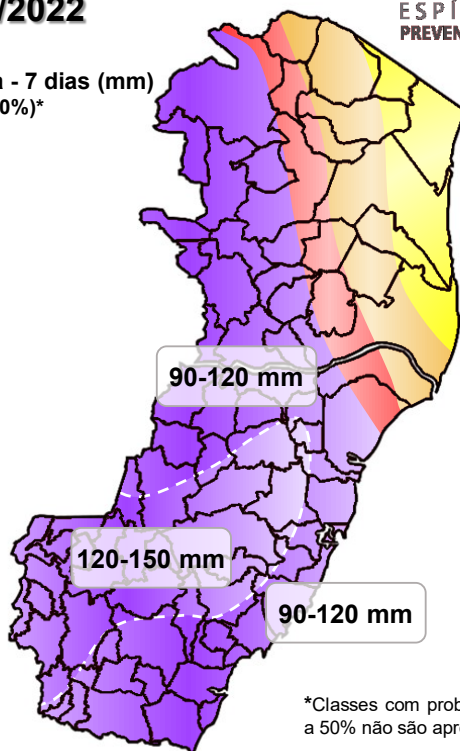 /2022
ESPÍ
PREVEN
a - 7 dias (mm)
0%)*
90-120 mm
120-150 mm
90-120 mm
*Classes com prob
a 50% não são apre